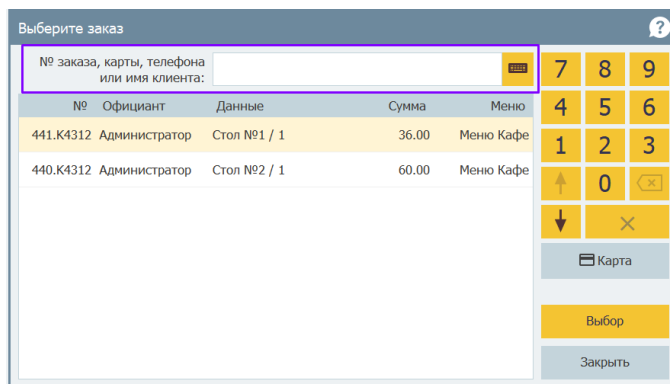 Выберите заказ
?
№ заказа, карты, телефона
или имя клиента:
№ Официант Данные Сумма Меню
441.K4312 Администратор Стол №1 / 1 36.00 Меню Кафе
440.K4312 Администратор Стол №2 / 1 60.00 Меню Кафе
7 8 9
4 5 6
1 2 3
0
Карта
Выбор
Закрыть